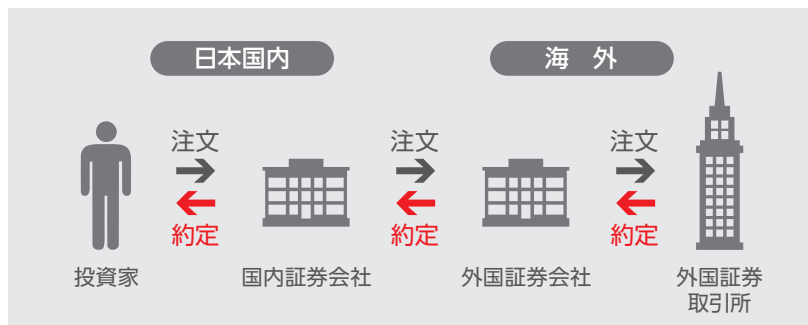 日本国内
海　外
注文
注文
注文
約定
約定
約定
投資家
国内証券会社
外国証券会社
外国証券
取引所